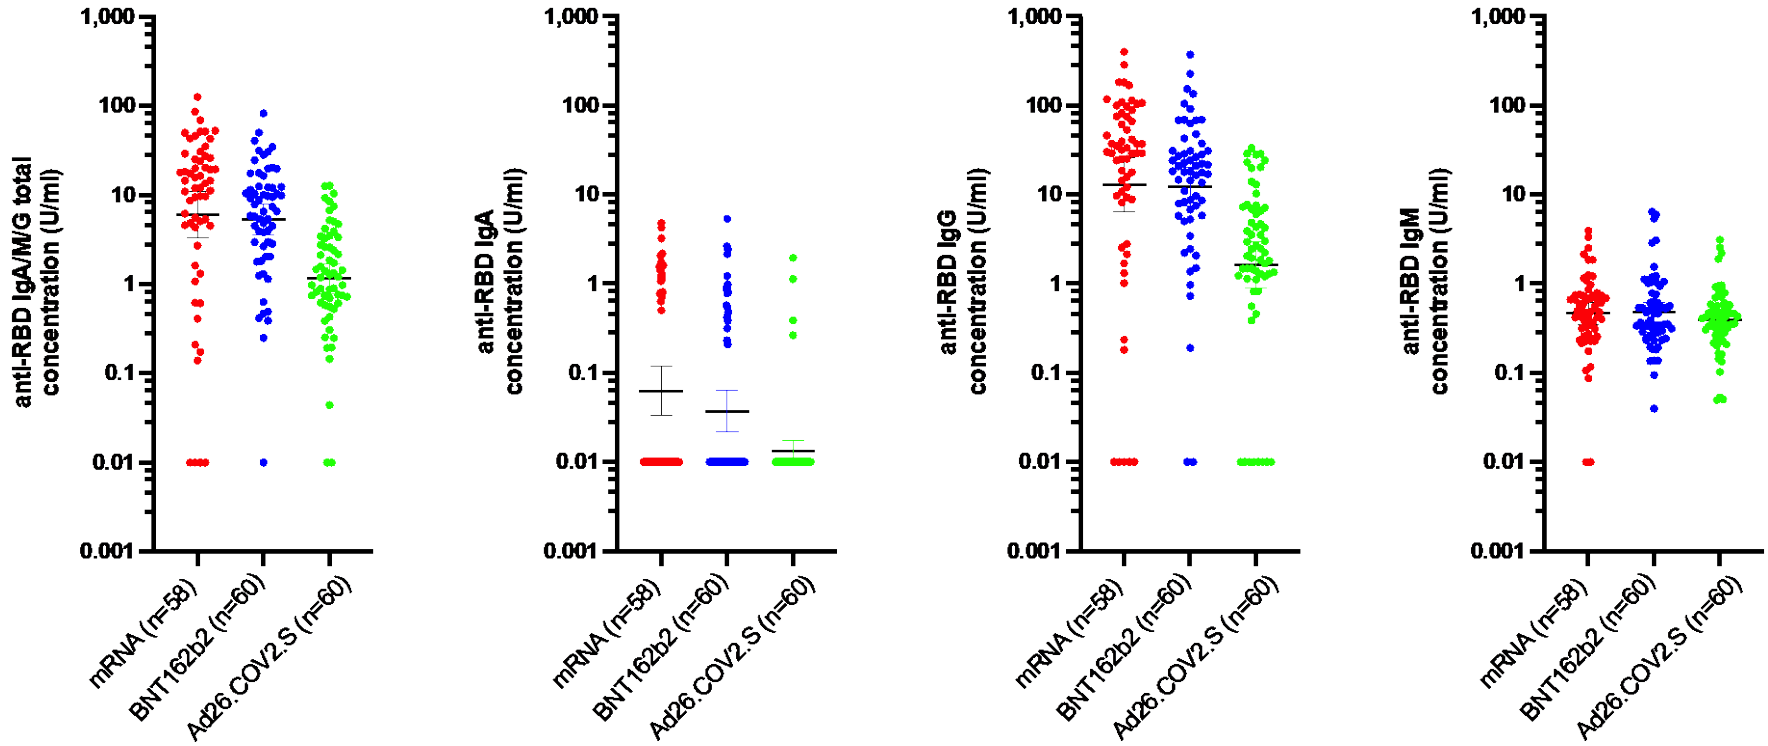 anti-RBD IgA/M/G total
concentration (U/ml)
1,000
100
10
1
0.1
0.01
0.001
mRNA (n=58)
BNT162b2 (n=60)
Ad26.COV2.S (n=60)
anti-RBD IgA
concentration (U/ml)
1,000
100
10
1
0.1
0.01
0.001
mRNA (n=58)
BNT162b2 (n=60)
Ad26.COV2.S (n=60)
anti-RBD IgG
concentration (U/ml)
1,000
100
10
1
0.1
0.01
0.001
mRNA (n=58)
BNT162b2 (n=60)
Ad26.COV2.S (n=60)
anti-RBD IgM
concentration (U/ml)
1,000
100
10
1
0.1
0.01
0.001
mRNA (n=58)
BNT162b2 (n=60)
Ad26.COV2.S (n=60)